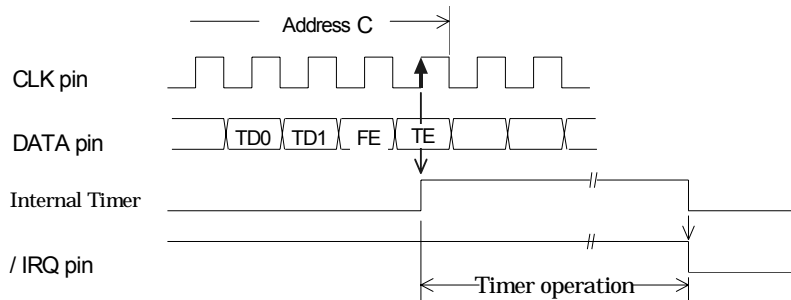 Address C
CLK pin
DATA pin
TD0 TD1 FE TE
Internal Timer
/ IRQ pin
Timer operation